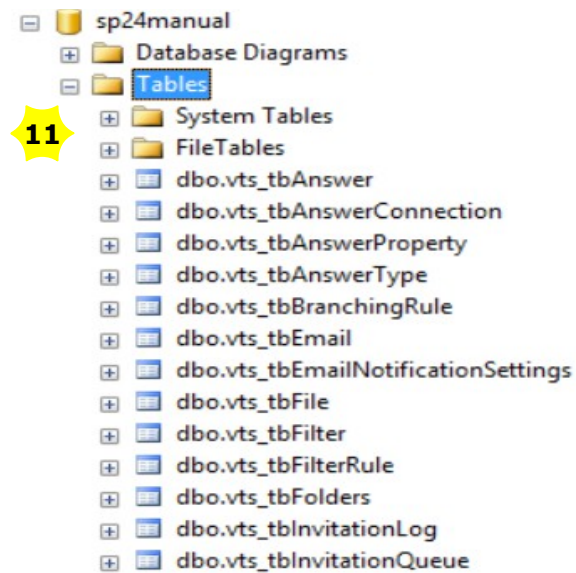 sp24manual
Database Diagrams
Tables
System Tables
11
FileTables
dbo.vts_tbAnswer
dbo.vts_tbAnswerConnection
dbo.vts_tbAnswerProperty
dbo.vts_tbAnswerType
dbo.vts_tbBranchingRule
dbo.vts_tbEmail
dbo.vts_tbEmailNotificationSettings
dbo.vts_tbFile
dbo.vts_tbFilter
dbo.vts_tbFilterRule
dbo.vts_tbFolders
dbo.vts_tbInvitationLog
dbo.vts_tbInvitationQueue